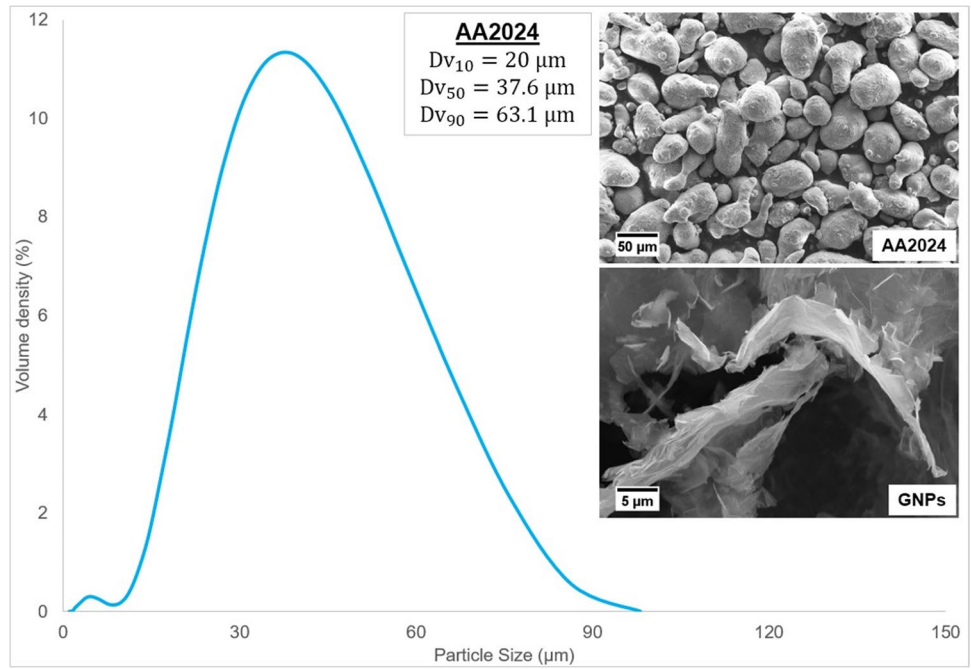 12
10
8
6
4
2
0
Volume density (%)
0 30 60 90 120 150
Particle Size (µm)
AA2024
Dv10 = 20 µm
Dv50 = 37.6 µm
Dv90 = 63.1 µm
50 µm
AA2024
5 µm
GNPs